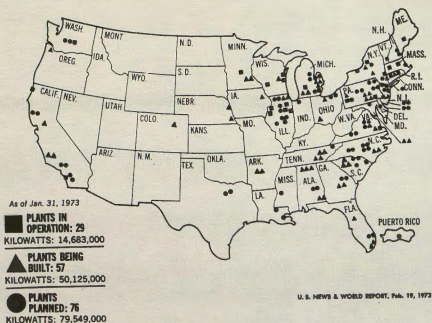 WASH.
MONT
N.D.
MINN.
ME.
N.H.
VT.
OREG.
IDA.
S.D.
WIS.
MICH.
N.Y.
MASS.
R.I.
CONN.
WYO.
NEBR.
IA.
PA.
N.J.
CALIF.
NEV.
UTAH
COLO.
KANS.
MO.
ILL.
IND.
OHIO
W.VA.
VA.
DEL.
MD.
KY.
N.C.
ARIZ.
N.M.
OKLA.
ARK.
TENN.
S.C.
TEX.
LA.
MISS.
ALA.
GA.
FLA.
PUERTO RICO
As of Jan. 31, 1973
PLANTS IN
OPERATION: 29
KILOWATTS: 14,683,000
PLANTS BEING
BUILT: 57
KILOWATTS: 50,125,000
PLANTS
PLANNED: 76
KILOWATTS: 79,549,000
U. S. NEWS & WORLD REPORT, Feb. 19, 1973